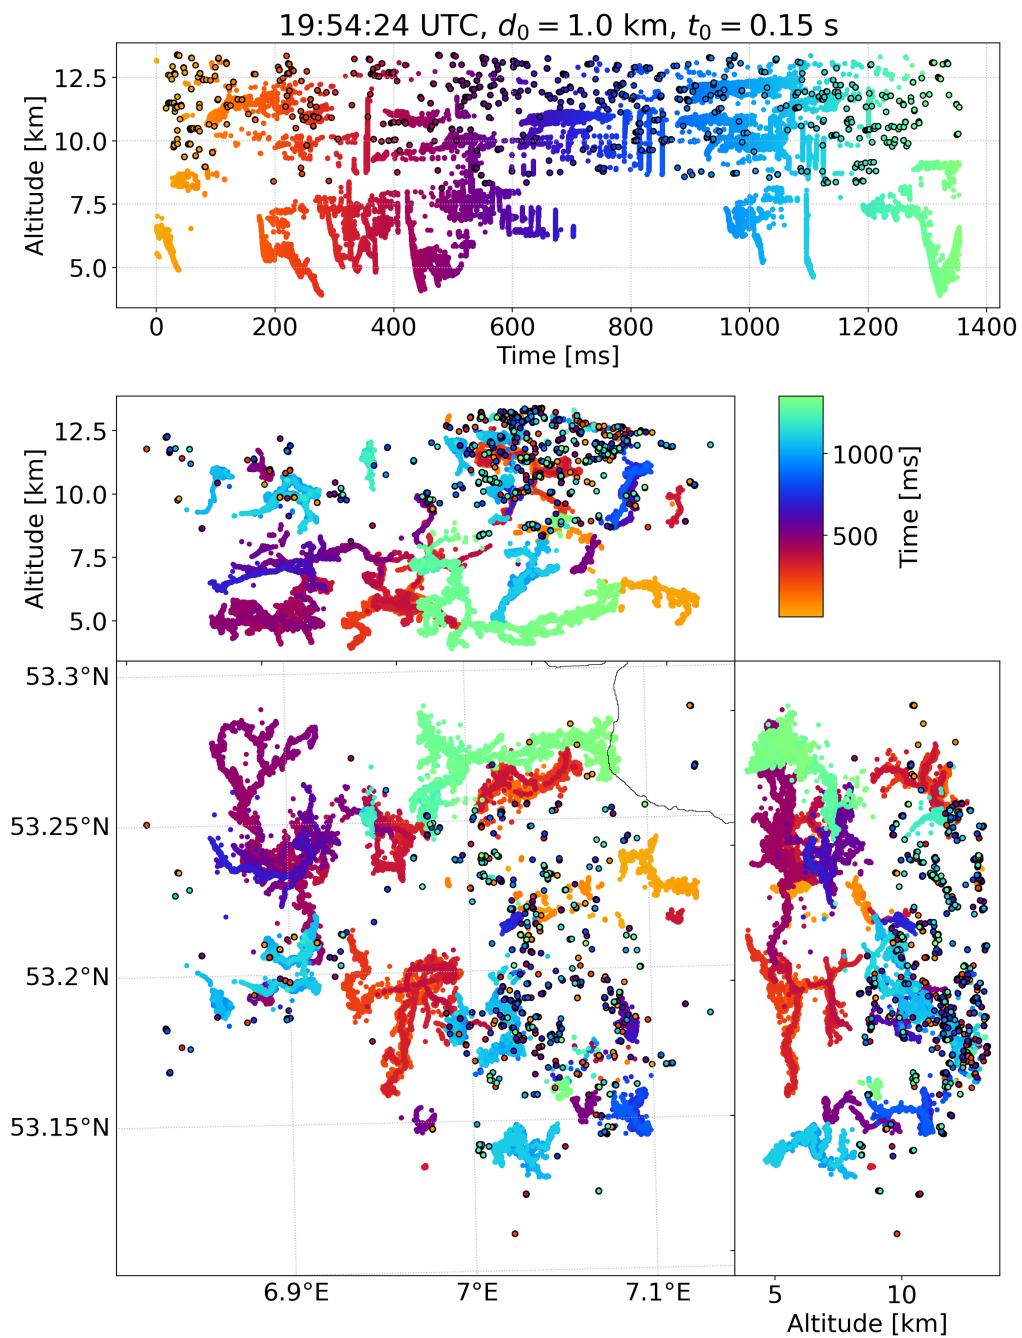 19:54:24 UTC, d₀ = 1.0 km, t₀ = 0.15 s
12.5
10.0
7.5
5.0
Altitude [km]
0 200 400 600 800 1000 1200 1400
Time [ms]
12.5
10.0
7.5
5.0
Altitude [km]
1000
500
Time [ms]
53.3°N
53.25°N
53.2°N
53.15°N
6.9°E 7°E 7.1°E
5 10
Altitude [km]